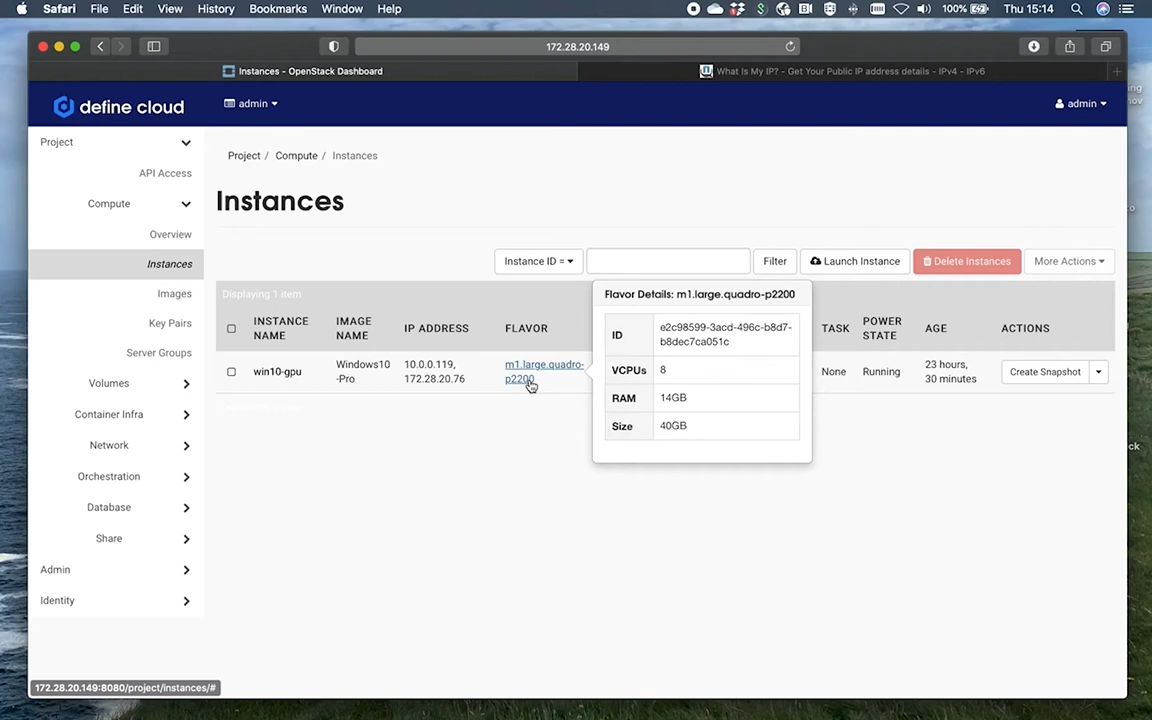 Safari File Edit View History Bookmarks Window Help 100% Thu 15:14
172.28.20.149
Instances - OpenStack Dashboard What Is My IP? - Get Your Public IP address details - IPv4 - IPv6
define cloud admin admin
Project
API Access
Compute
Overview
Instances
Images
Key Pairs
Server Groups
Volumes
Container Infra
Network
Orchestration
Database
Share
Admin
Identity
Project / Compute / Instances
Instances
Instance ID = Filter Launch Instance Delete Instances More Actions
Displaying 1 item
INSTANCE NAME IMAGE NAME IP ADDRESS FLAVOR TASK POWER STATE AGE ACTIONS
win10-gpu Windows10-Pro 10.0.0.119, 172.28.20.76 m1.large.quadro-p2200 None Running 23 hours, 30 minutes Create Snapshot
Flavor Details: m1.large.quadro-p2200
ID e2c98599-3acd-496c-b8d7-b8dec7ca051c
VCPUs 8
RAM 14GB
Size 40GB
172.28.20.149:8080/project/instances/#